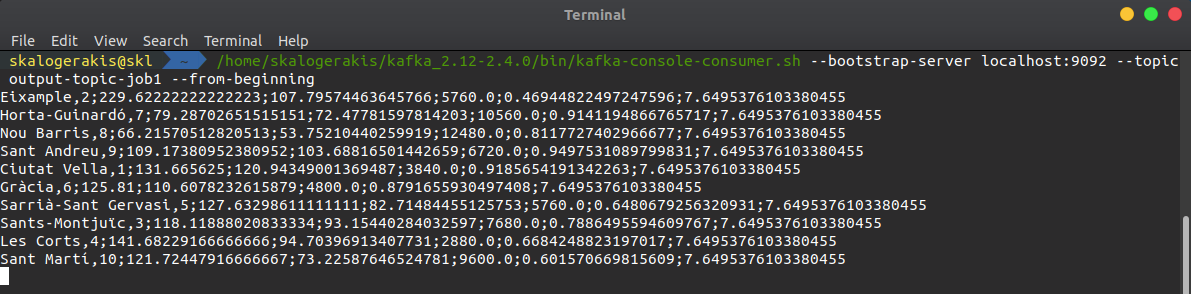 Terminal
File Edit View Search Terminal Help
skalogerakis@skl ~ /home/skalogerakis/kafka_2.12-2.4.0/bin/kafka-console-consumer.sh --bootstrap-server localhost:9092 --topic
output-topic-job1 --from-beginning
Eixample,2;229.62222222222223;107.79574463645766;5760.0;0.46944822497247596;7.6495376103380455
Horta-Guinardó,7;79.28702651515151;72.47781597814203;10560.0;0.9141194866765717;7.6495376103380455
Nou Barris,8;66.21570512820513;53.75210440259919;12480.0;0.8117727402966677;7.6495376103380455
Sant Andreu,9;109.17380952380952;103.68816501442659;6720.0;0.9497531089799831;7.6495376103380455
Ciutat Vella,1;131.665625;120.94349001369487;3840.0;0.9185654191342263;7.6495376103380455
Gràcia,6;125.81;110.6078232615879;4800.0;0.8791655930497408;7.6495376103380455
Sarrià-Sant Gervasi,5;127.63298611111111;82.71484455125753;5760.0;0.6480679256320931;7.6495376103380455
Sants-Montjuïc,3;118.11888020833334;93.15440284032597;7680.0;0.7886495594609767;7.6495376103380455
Les Corts,4;141.68229166666666;94.70396913407731;2880.0;0.6684248823197017;7.6495376103380455
Sant Martí,10;121.72447916666667;73.22587646524781;9600.0;0.601570669815609;7.6495376103380455